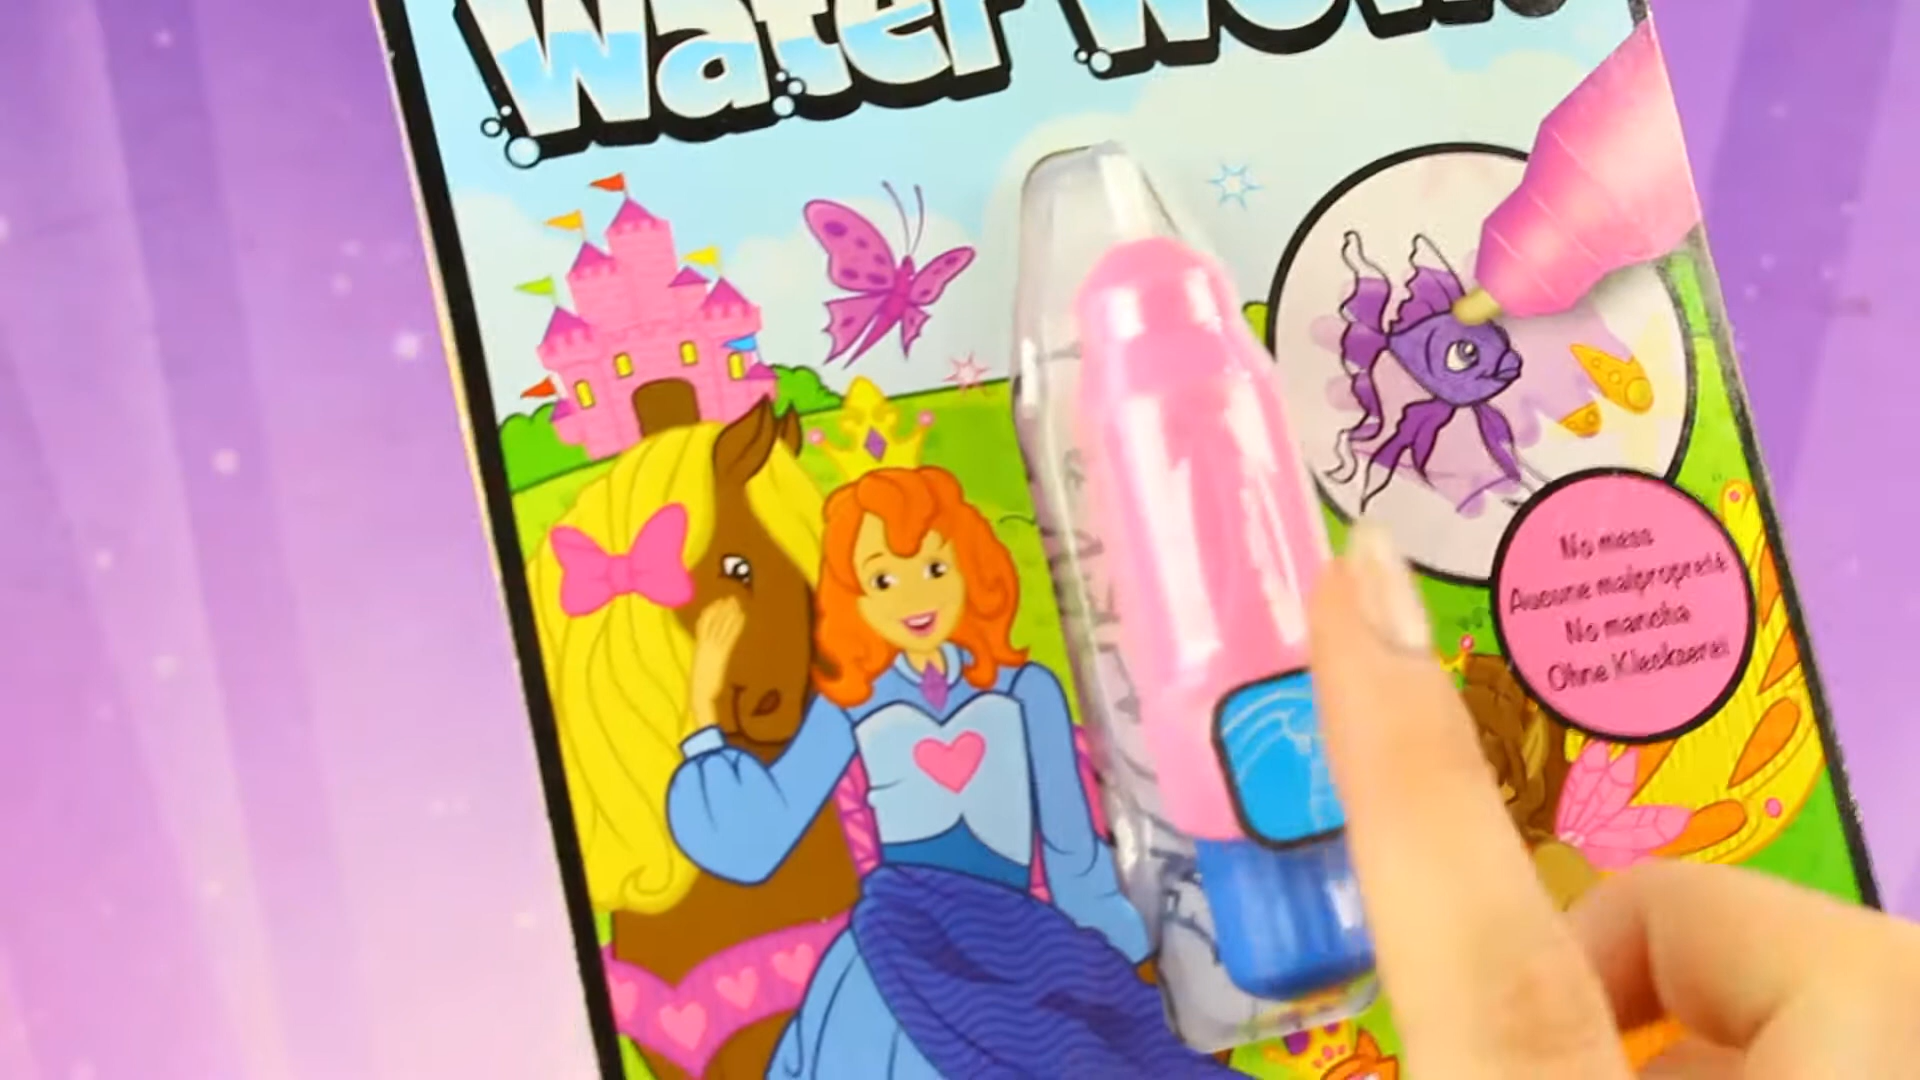 Water Wow
No mess
Aucune malpropreté
No mancha
Ohne Kleckserei